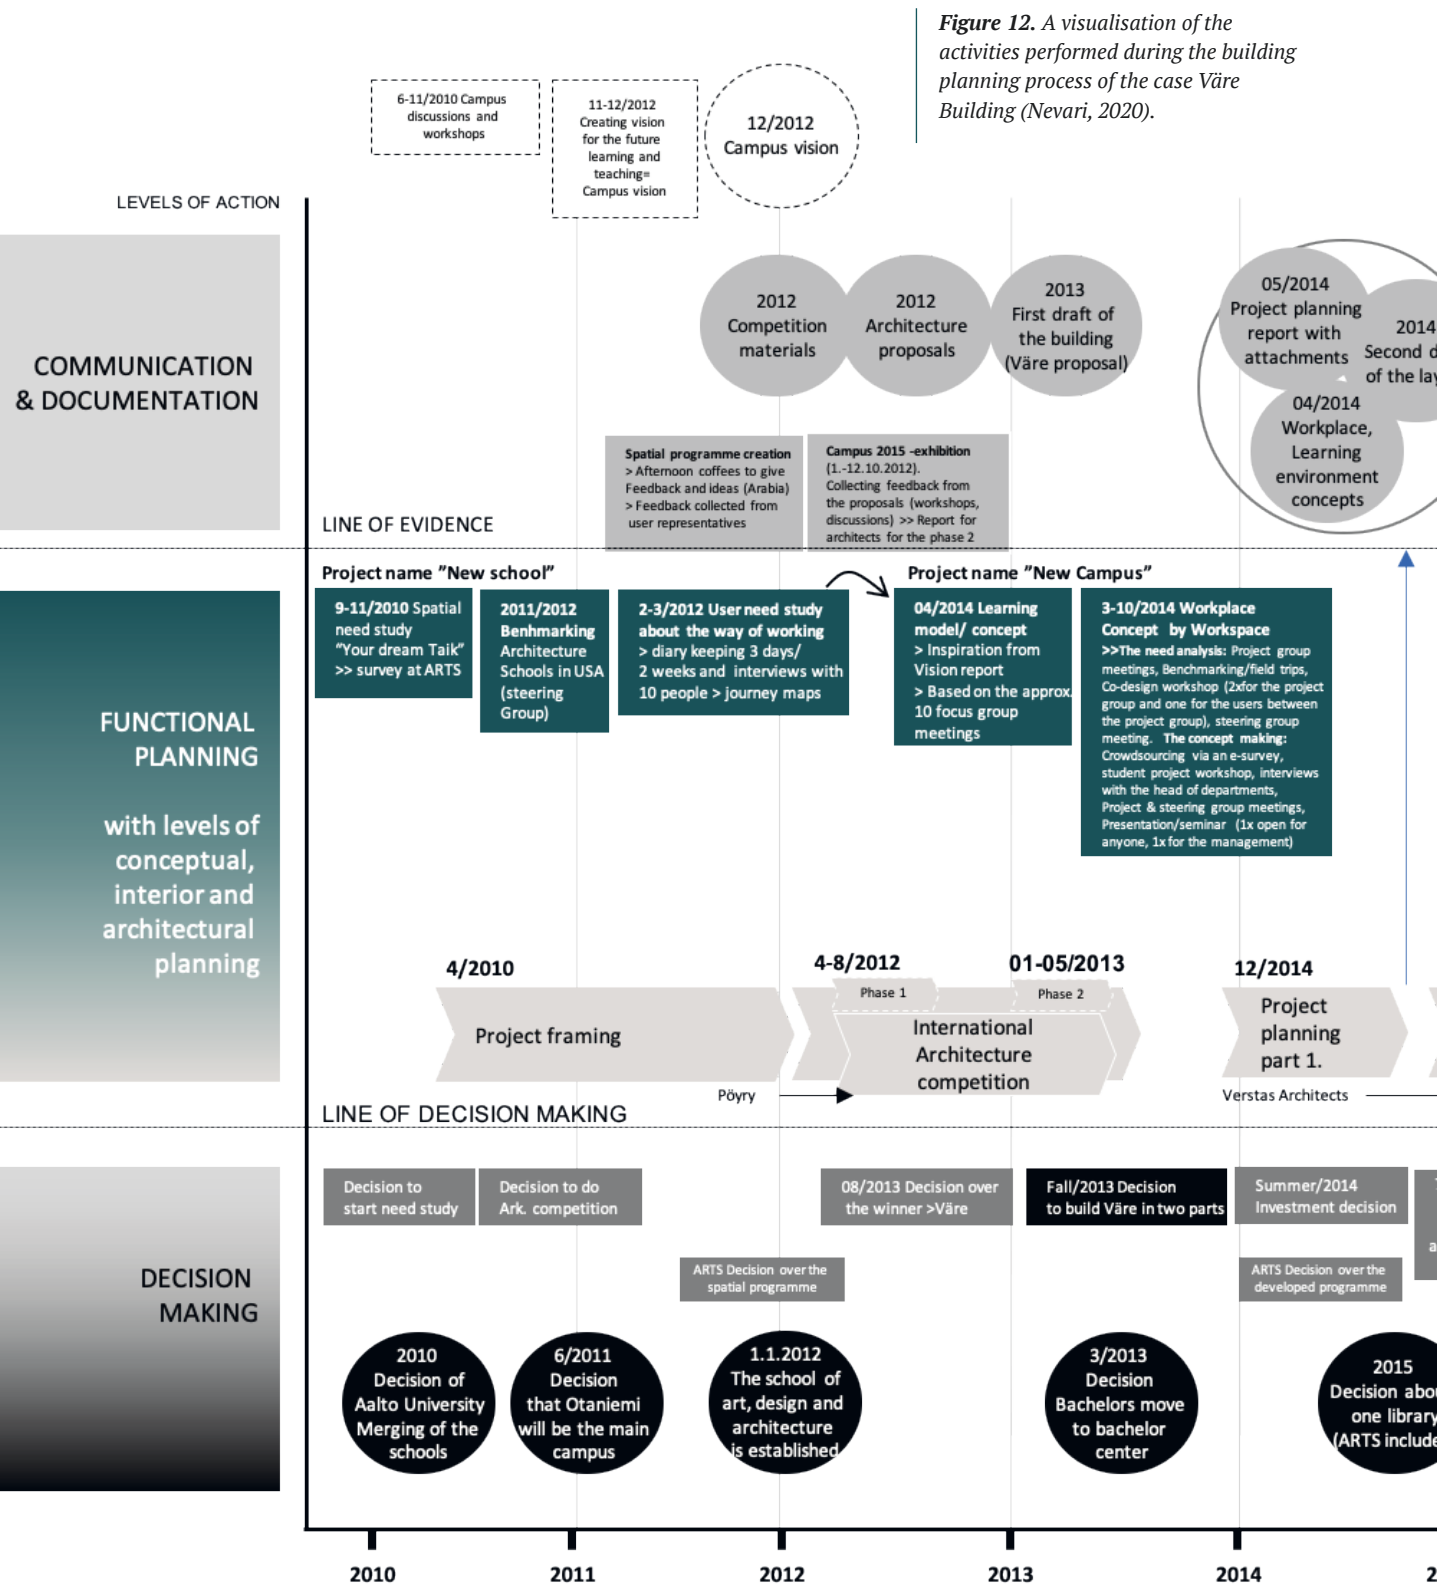 Figure 12. A visualisation of the
activities performed during the building
planning process of the case Väre
Building (Nevari, 2020).
6-11/2010 Campus
discussions and
workshops
11-12/2012
Creating vision
for the future
learning and
teaching=
Campus vision
12/2012
Campus vision
LEVELS OF ACTION
COMMUNICATION
& DOCUMENTATION
2012
Competition
materials
2012
Architecture
proposals
2013
First draft of
the building
(Väre proposal)
05/2014
Project planning
report with
attachments
2014
Second d
of the lay
04/2014
Workplace,
Learning
environment
concepts
Spatial programme creation
> Afternoon coffees to give
Feedback and ideas (Arabia)
> Feedback collected from
user representatives
Campus 2015 -exhibition
(1.-12.10.2012).
Collecting feedback from
the proposals (workshops,
discussions) >> Report for
architects for the phase 2
LINE OF EVIDENCE
FUNCTIONAL
PLANNING
with levels of
conceptual,
interior and
architectural
planning
Project name ”New school”
Project name ”New Campus”
9-11/2010 Spatial
need study
”Your dream Taik”
>> survey at ARTS
2011/2012
Benhmarking
Architecture
Schools in USA
(steering
Group)
2-3/2012 User need study
about the way of working
> diary keeping 3 days/
2 weeks and interviews with
10 people > journey maps
04/2014 Learning
model/ concept
> Inspiration from
Vision report
> Based on the approx.
10 focus group
meetings
3-10/2014 Workplace
Concept by Workspace
>>The need analysis: Project group
meetings, Benchmarking/field trips,
Co-design workshop (2xfor the project
group and one for the users between
the project group), steering group
meeting. The concept making:
Crowdsourcing via an e-survey,
student project workshop, interviews
with the head of departments,
Project & steering group meetings,
Presentation/seminar (1x open for
anyone, 1x for the management)
4/2010
Project framing
4-8/2012
Phase 1
01-05/2013
Phase 2
International
Architecture
competition
12/2014
Project
planning
part 1.
Pöyry
Verstas Architects
LINE OF DECISION MAKING
DECISION
MAKING
Decision to
start need study
Decision to do
Ark. competition
08/2013 Decision over
the winner >Väre
Fall/2013 Decision
to build Väre in two parts
Summer/2014
Investment decision
a
ARTS Decision over the
spatial programme
ARTS Decision over the
developed programme
2010
Decision of
Aalto University
Merging of the
schools
6/2011
Decision
that Otaniemi
will be the main
campus
1.1.2012
The school of
art, design and
architecture
is established
3/2013
Decision
Bachelors move
to bachelor
center
2015
Decision abou
one library
(ARTS include
2010
2011
2012
2013
2014
2